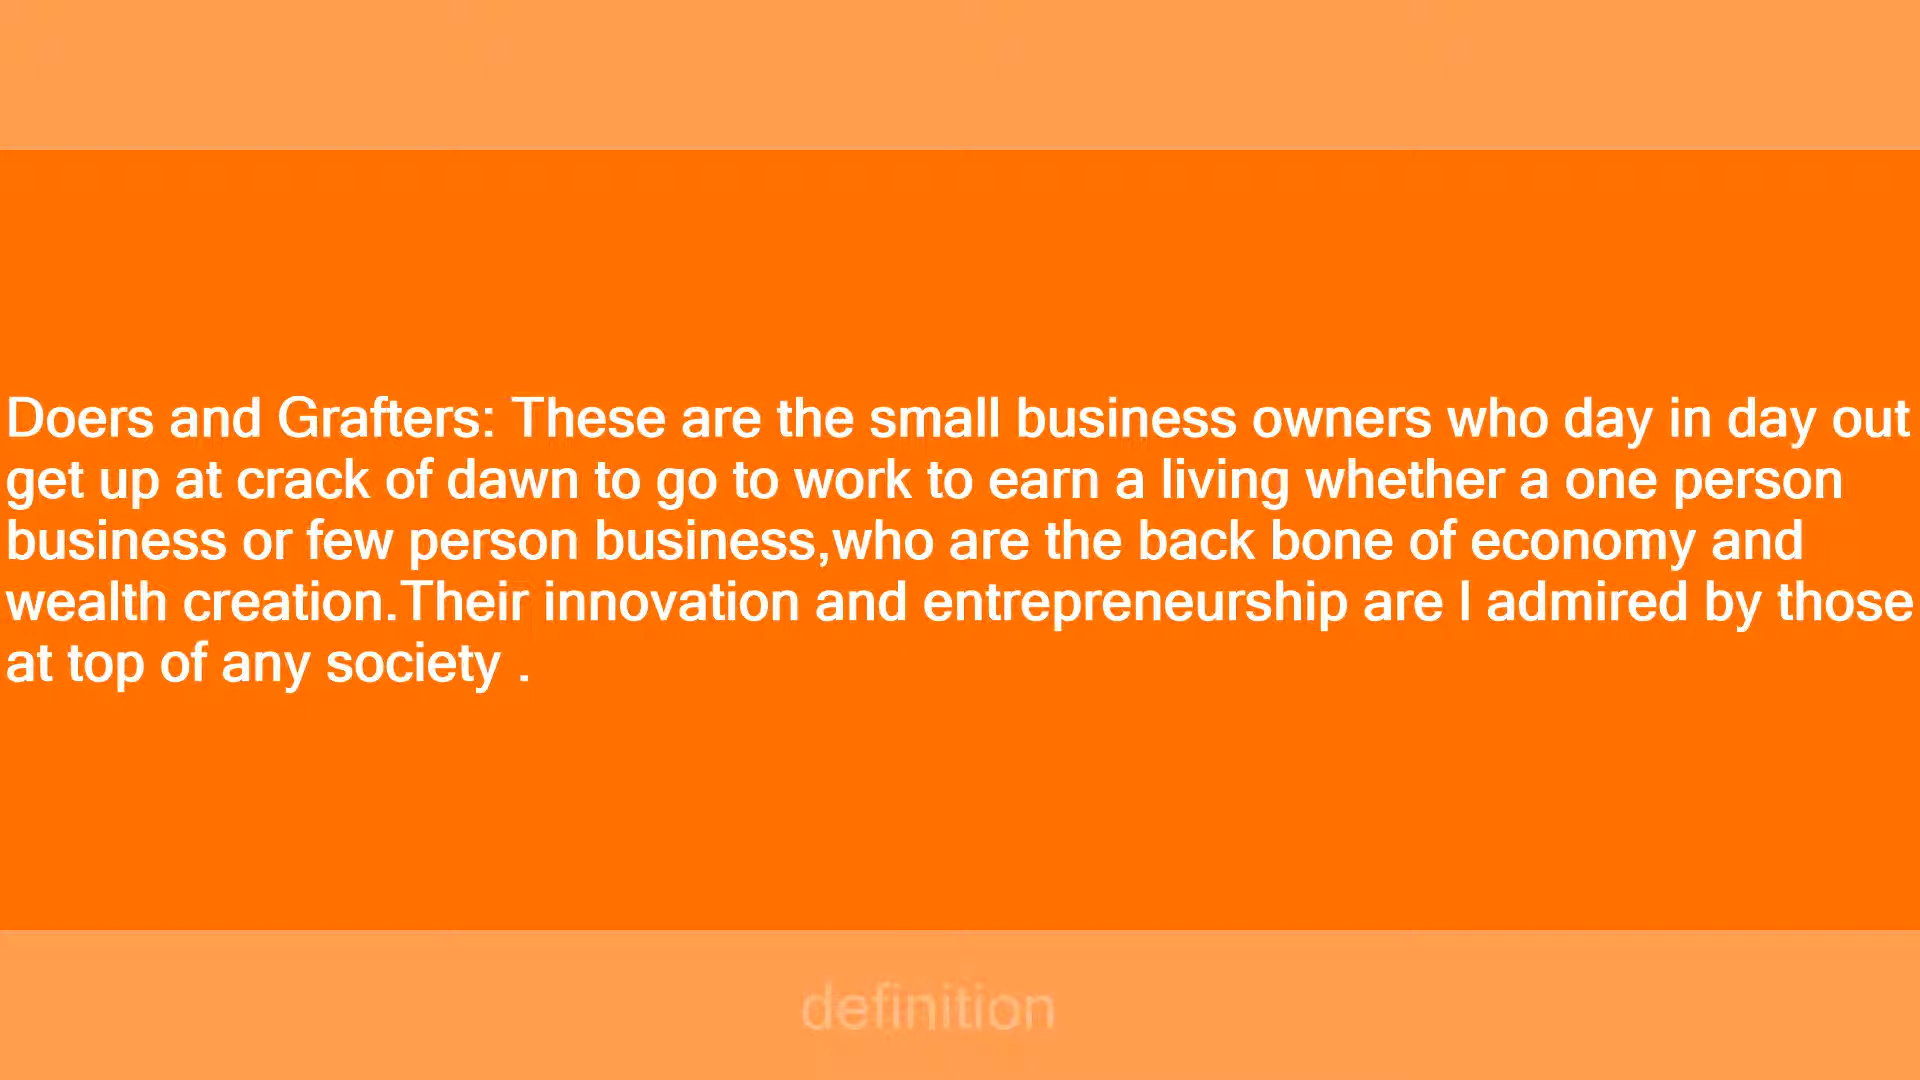 Doers and Grafters: These are the small business owners who day in day out
get up at crack of dawn to go to work to earn a living whether a one person
business or few person business,who are the back bone of economy and
wealth creation.Their innovation and entrepreneurship are I admired by those
at top of any society .
definition